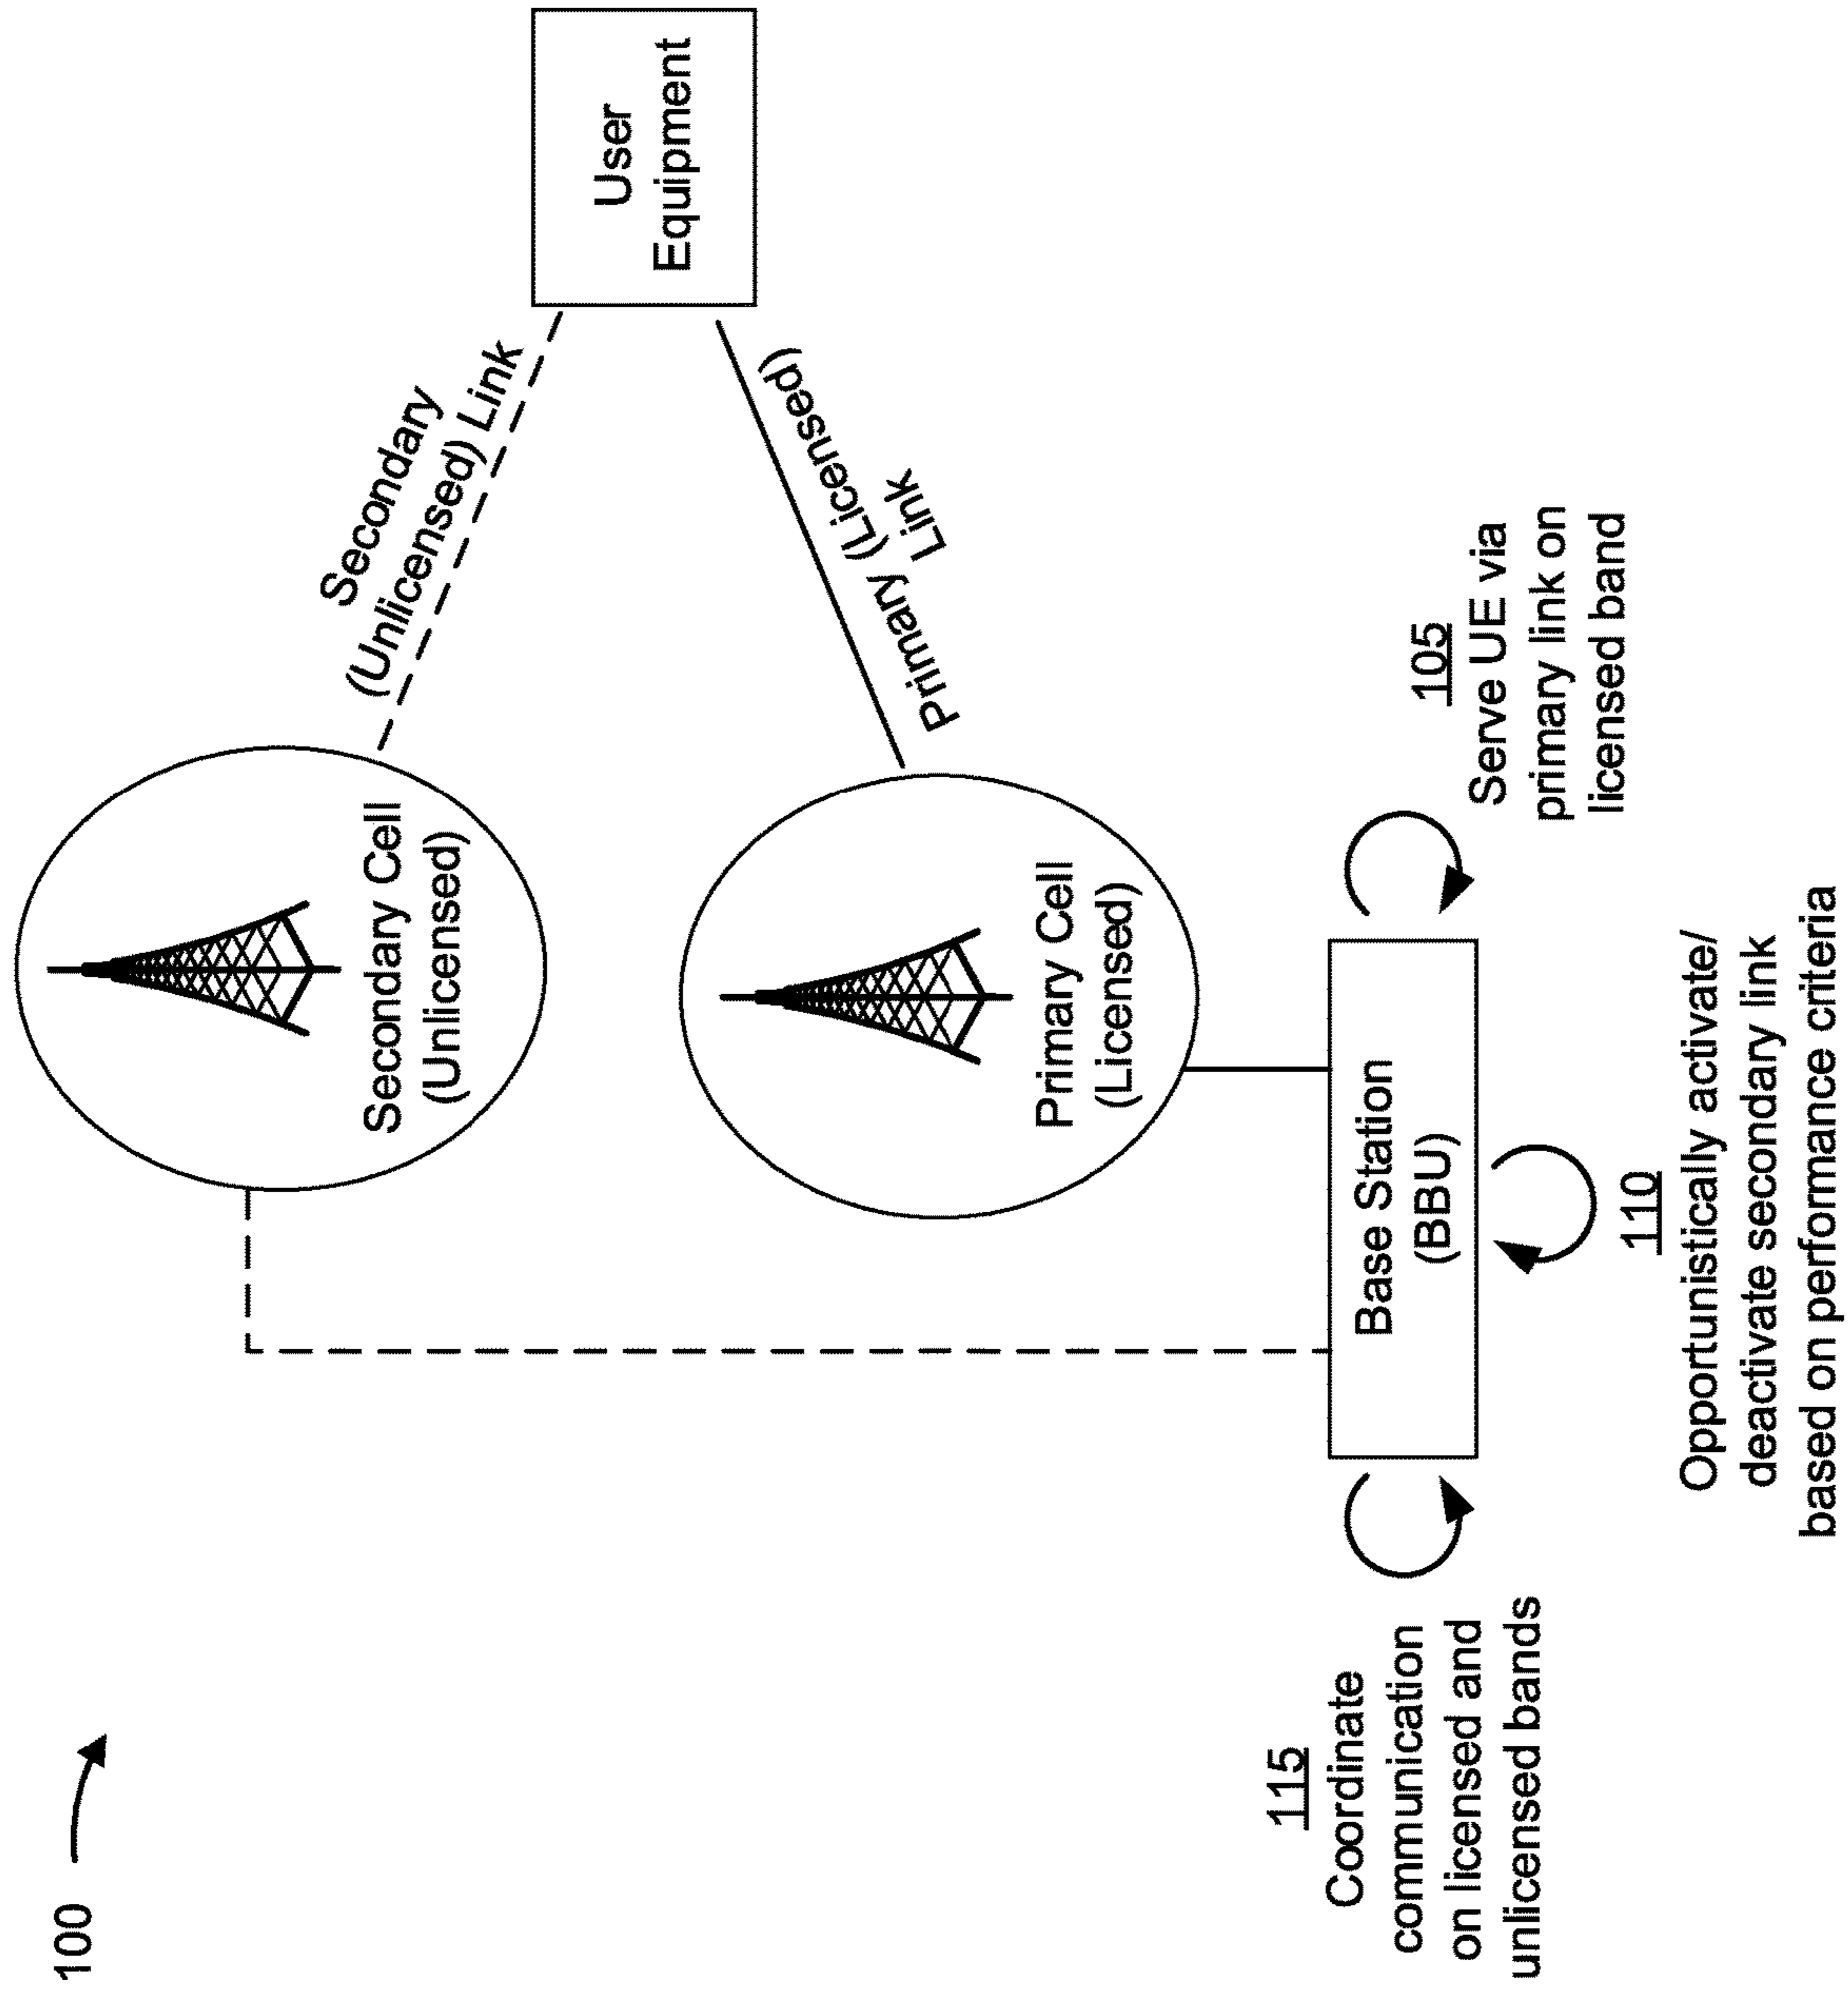 100
Secondary Cell
(Unlicensed)
Secondary
(Unlicensed) Link
User
Equipment
Primary Cell
(Licensed)
Primary (Licensed)
Link
Base Station
(BBU)
115
Coordinate
communication
on licensed and
unlicensed bands
110
Opportunistically activate/
deactivate secondary link
based on performance criteria
105
Serve UE via
primary link on
licensed band